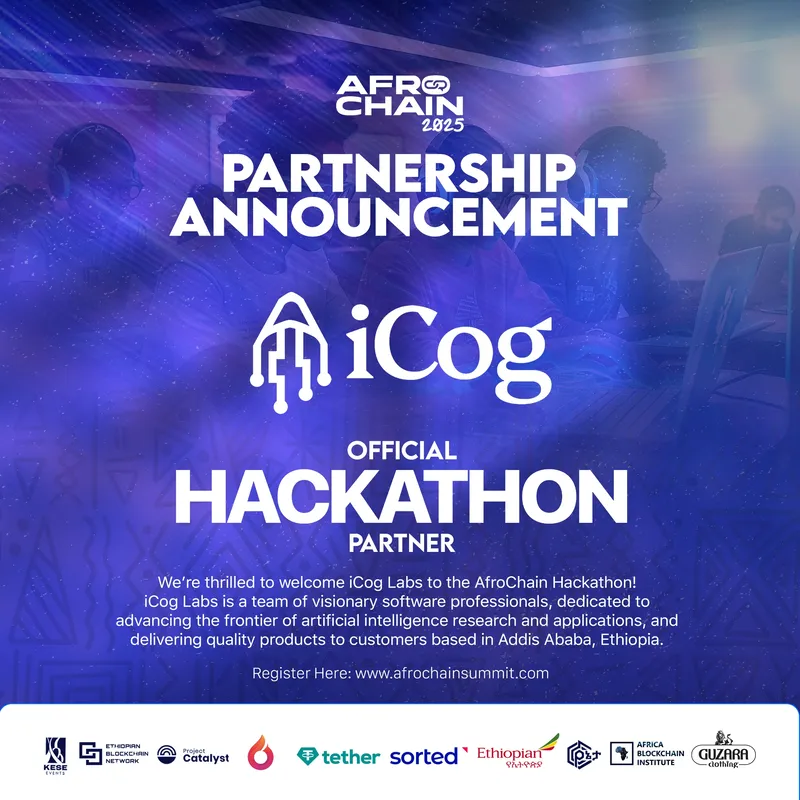 AFRO
CHAIN
2025
PARTNERSHIP
ANNOUNCEMENT
iCog
OFFICIAL
HACKATHON
PARTNER
We're thrilled to welcome iCog Labs to the AfroChain Hackathon!
iCog Labs is a team of visionary software professionals, dedicated to
advancing the frontier of artificial intelligence research and applications, and
delivering quality products to customers based in Addis Ababa, Ethiopia.
Register Here: www.afrochainsummit.com
KESE
EVENTS
ETHIOPIAN
BLOCKCHAIN
NETWORK
Project
Catalyst
tether
sorted
Ethiopian
የኢትዮጵያ
AFRICA
BLOCKCHAIN
INSTITUTE
GUZARA
clothing